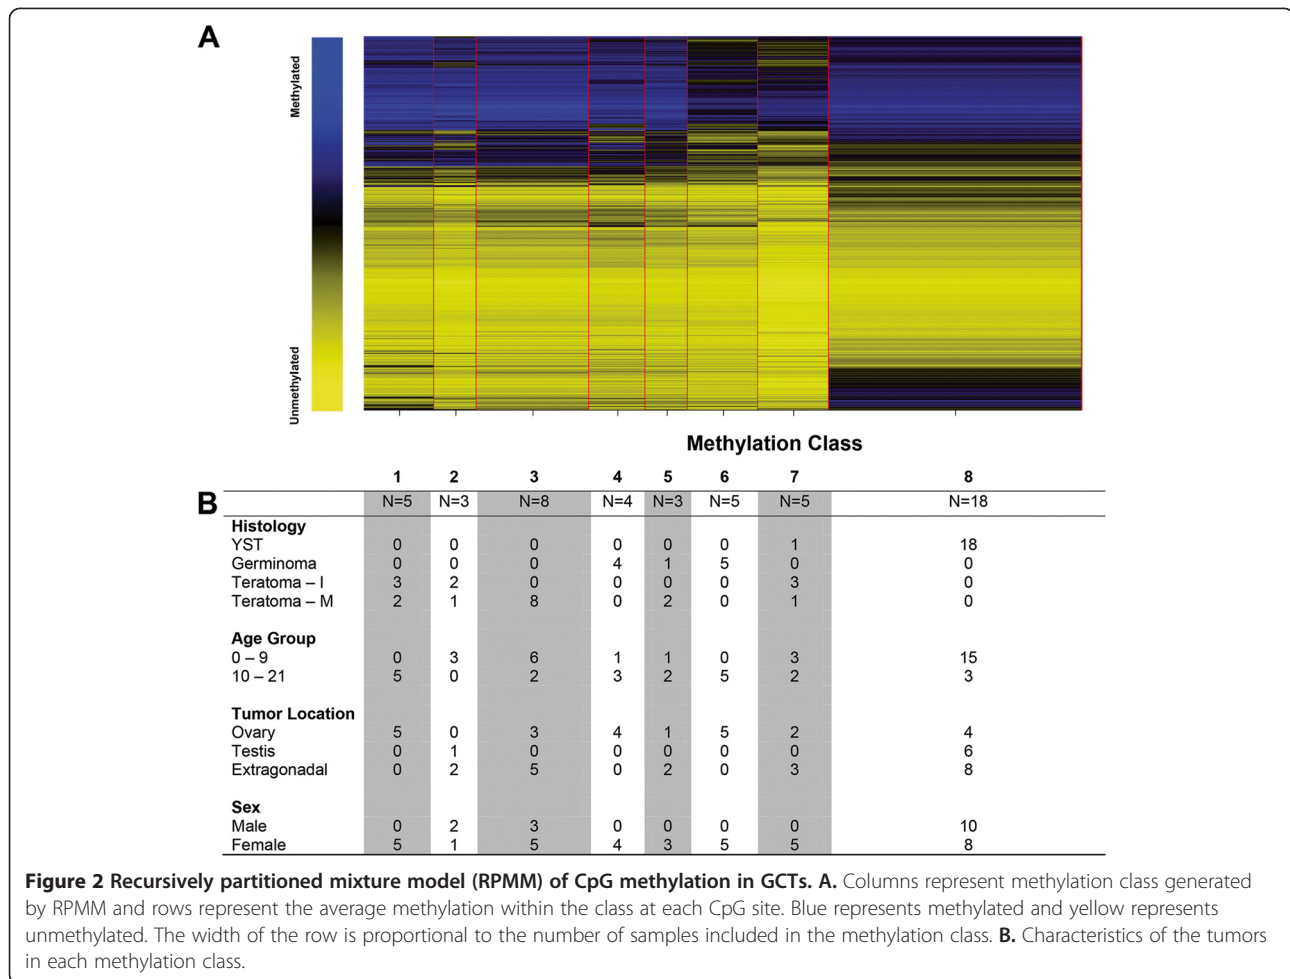 A
Methylated
Unmethylated
Methylation Class
1 2 3 4 5 6 7 8
B
N=5 N=3 N=8 N=4 N=3 N=5 N=5 N=18
Histology
YST 0 0 0 0 0 0 1 18
Germinoma 0 0 0 4 1 5 0 0
Teratoma – I 3 2 0 0 0 0 3 0
Teratoma – M 2 1 8 0 2 0 1 0
Age Group
0 – 9 0 3 6 1 1 0 3 15
10 – 21 5 0 2 3 2 5 2 3
Tumor Location
Ovary 5 0 3 4 1 5 2 4
Testis 0 1 0 0 0 0 0 6
Extragonadal 0 2 5 0 2 0 3 8
Sex
Male 0 2 3 0 0 0 0 10
Female 5 1 5 4 3 5 5 8
Figure 2 Recursively partitioned mixture model (RPMM) of CpG methylation in GCTs. A. Columns represent methylation class generated
by RPMM and rows represent the average methylation within the class at each CpG site. Blue represents methylated and yellow represents
unmethylated. The width of the row is proportional to the number of samples included in the methylation class. B. Characteristics of the tumors
in each methylation class.